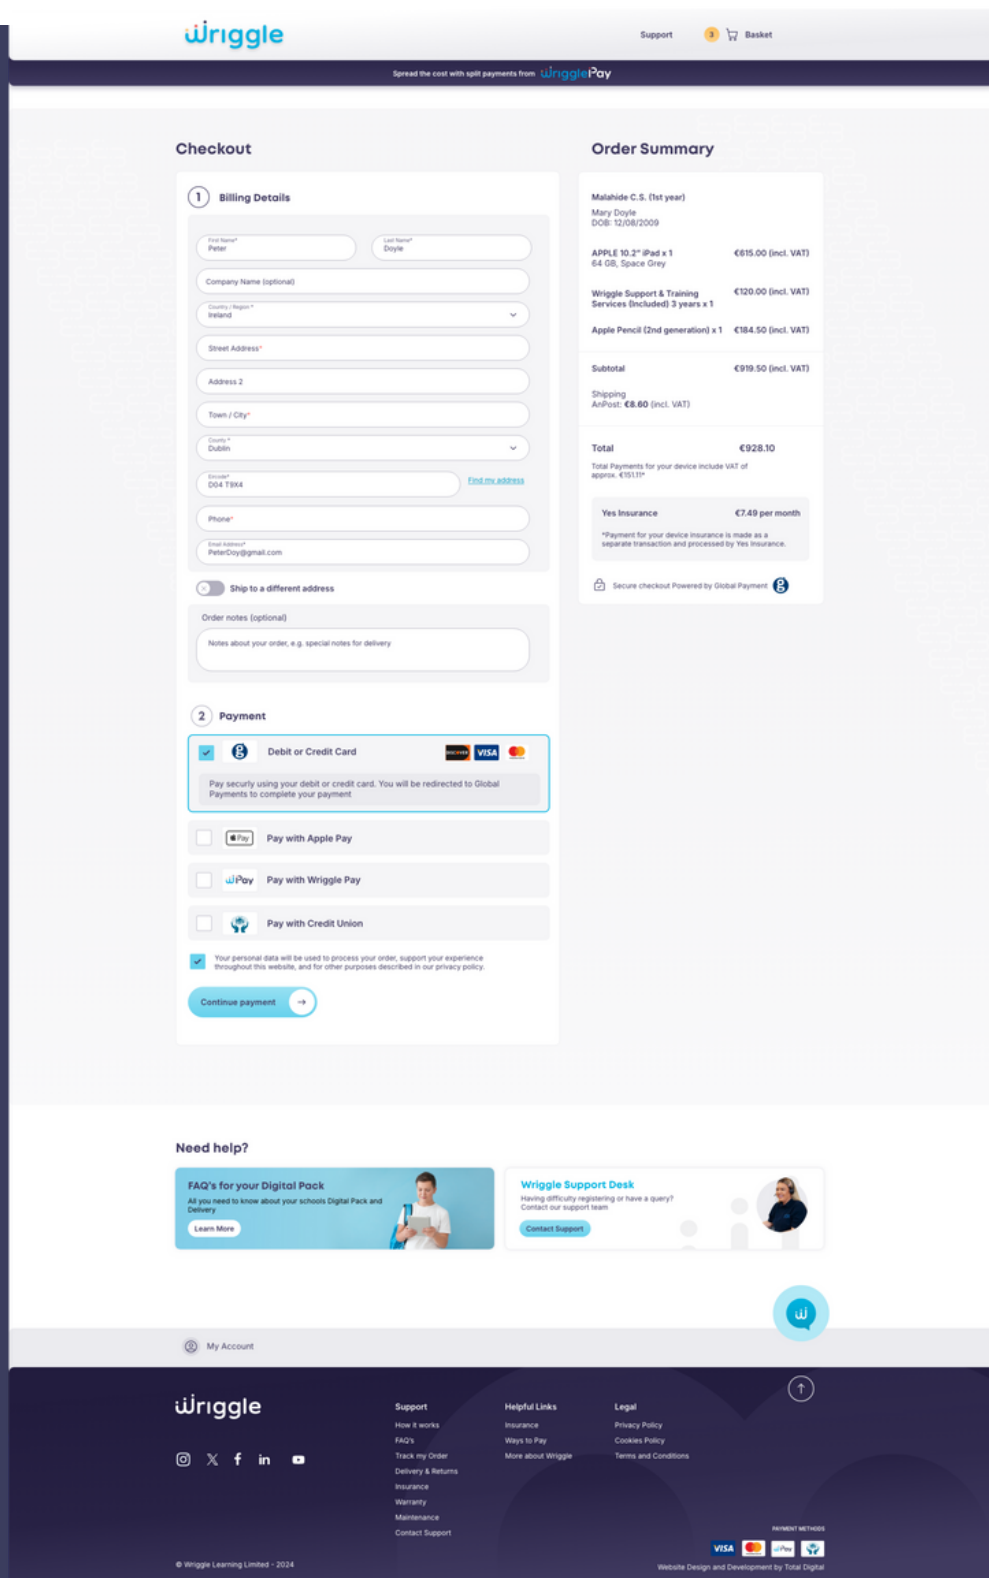 wriggle
Support
3
Basket
Spread the cost with split payments from wrigglePay
Checkout
1 Billing Details
First Name*
Peter
Last Name*
Doyle
Company Name (optional)
Country / Region *
Ireland
Street Address*
Address 2
Town / City*
County *
Dublin
Eircode*
D04 T9X4
Find my address
Phone*
Email Address*
PeterDoy@gmail.com
Ship to a different address
Order notes (optional)
Notes about your order, e.g. special notes for delivery
2 Payment
Debit or Credit Card
DISCOVER VISA
Pay securly using your debit or credit card. You will be redirected to Global
Payments to complete your payment
Pay
Pay with Apple Pay
wPay
Pay with Wriggle Pay
Pay with Credit Union
Your personal data will be used to process your order, support your experience
throughout this website, and for other purposes described in our privacy policy.
Continue payment
Order Summary
Malahide C.S. (1st year)
Mary Doyle
DOB: 12/08/2009
APPLE 10.2" iPad x 1 €615.00 (incl. VAT)
64 GB, Space Grey
Wriggle Support & Training €120.00 (incl. VAT)
Services (Included) 3 years x 1
Apple Pencil (2nd generation) x 1 €184.50 (incl. VAT)
Subtotal €919.50 (incl. VAT)
Shipping
AnPost: €8.60 (incl. VAT)
Total €928.10
Total Payments for your device include VAT of
approx. €151.11*
Yes Insurance €7.49 per month
*Payment for your device insurance is made as a
separate transaction and processed by Yes Insurance.
Secure checkout Powered by Global Payment g
Need help?
FAQ's for your Digital Pack
All you need to know about your schools Digital Pack and
Delivery
Learn More
Wriggle Support Desk
Having difficulty registering or have a query?
Contact our support team
Contact Support
My Account
wriggle
Support
How it works
FAQ's
Track my Order
Delivery & Returns
Insurance
Warranty
Maintenance
Contact Support
Helpful Links
Insurance
Ways to Pay
More about Wriggle
Legal
Privacy Policy
Cookies Policy
Terms and Conditions
PAYMENT METHODS
VISA
wPay
© Wriggle Learning Limited - 2024
Website Design and Development by Total Digital